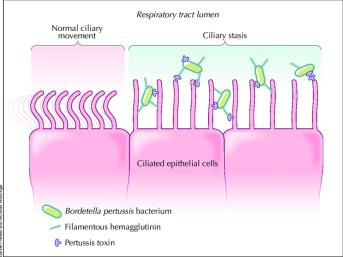 Respiratory tract lumen
Normal ciliary
movement
Ciliary stasis
Ciliated epithelial cells
Bordetella pertussis bacterium
Filamentous hemagglutinin
Pertussis toxin